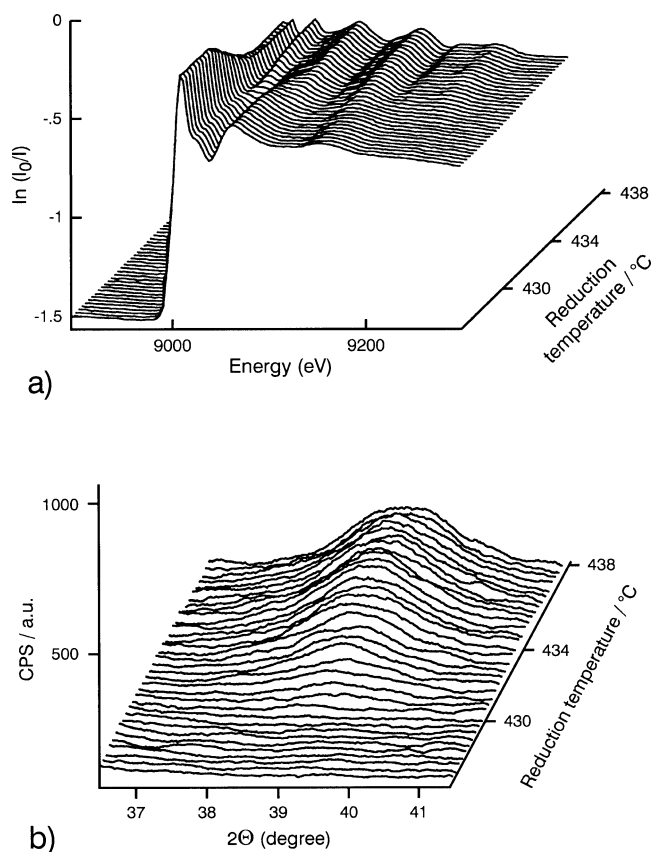 0
-.5
-1
-1.5
ln (I0/I)
9000
9200
Energy (eV)
438
434
430
Reduction
temperature / °C
a)
1000
500
CPS / a.u.
37
38
39
40
41
2Θ (degree)
438
434
430
Reduction temperature / °C
b)